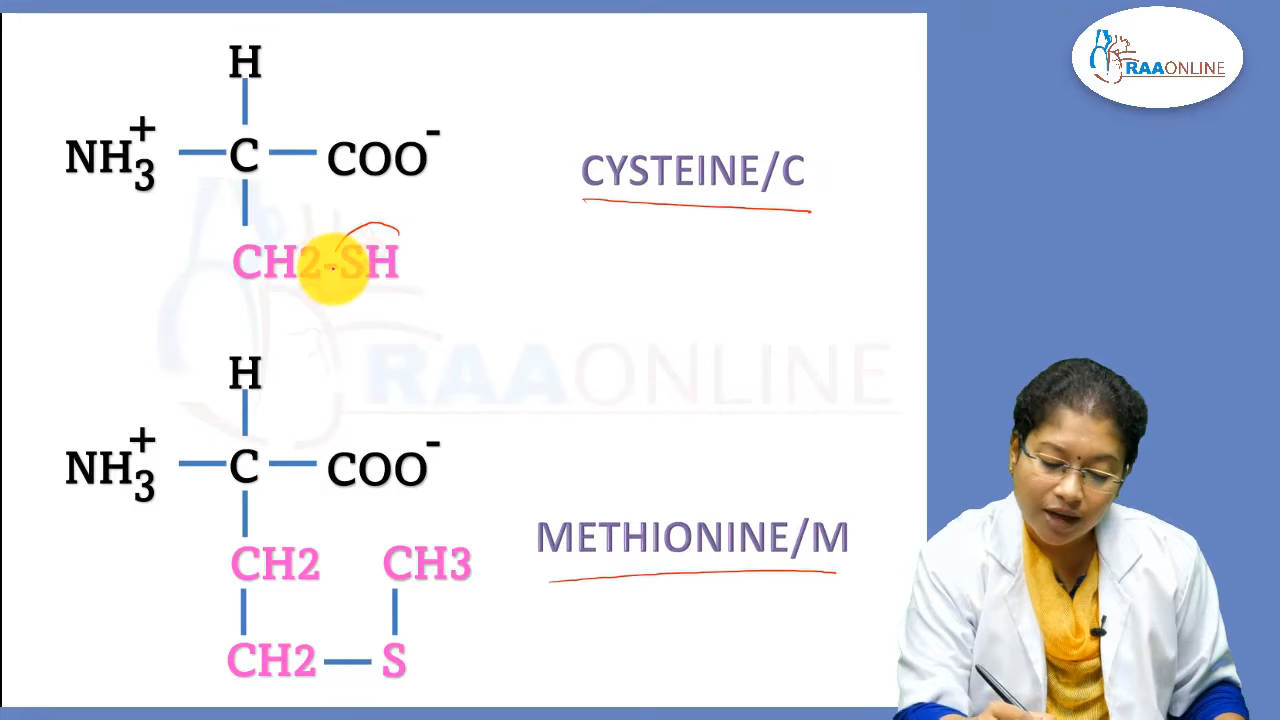 RAAONLINE
H
NH3+ C COO-
CYSTEINE/C
CH2-SH
RAAONLINE
H
NH3+ C COO-
METHIONINE/M
CH2 CH3
CH2 S